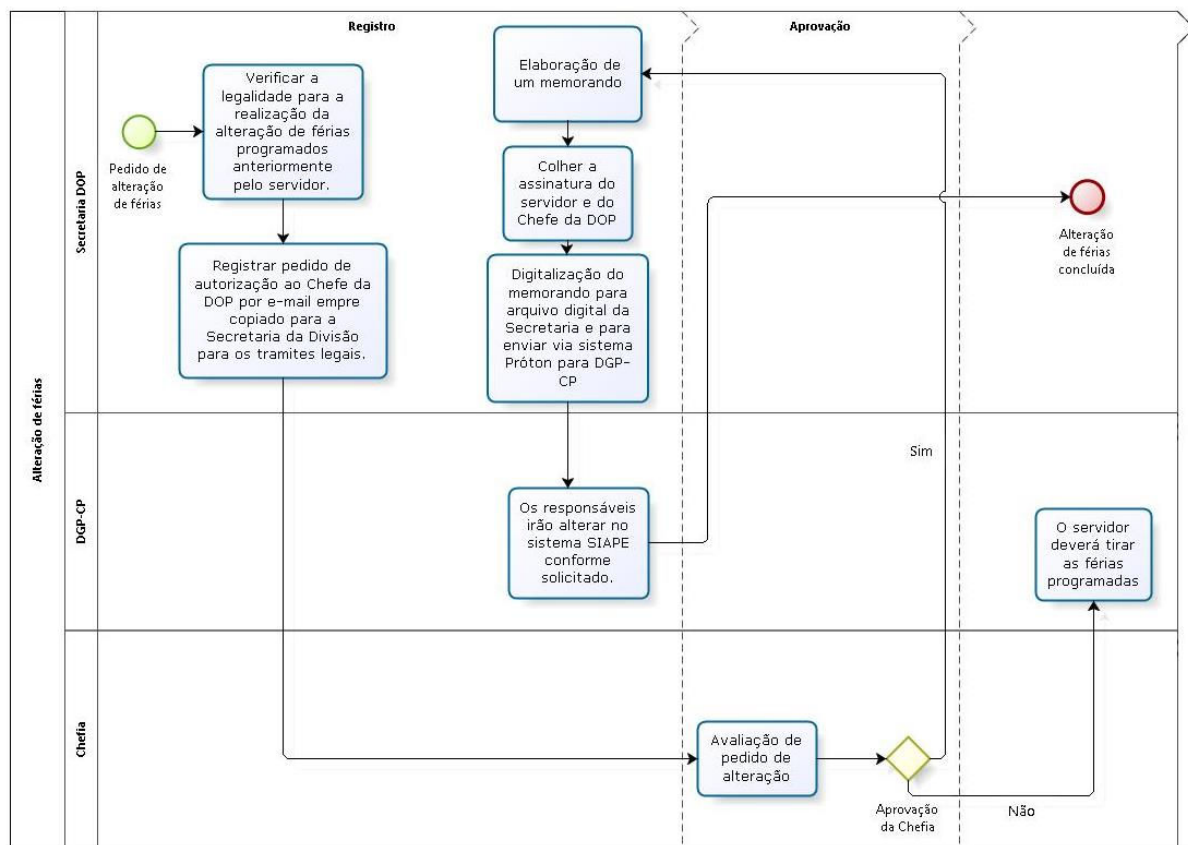 Registro
Aprovação
Alteração de férias
Secretaria DOP
Pedido de
alteração
de férias
Verificar a
legalidade para a
realização da
alteração de férias
programados
anteriormente
pelo servidor.
Registrar pedido de
autorização ao Chefe da
DOP por e-mail empre
copiado para a
Secretaria da Divisão
para os tramites legais.
Elaboração de
um memorando
Colher a
assinatura do
servidor e do
Chefe da DOP
Digitalização do
memorando para
arquivo digital da
Secretaria e para
enviar via sistema
Próton para DGP-
CP
Alteração
de férias
concluída
DGP-CP
Os responsáveis
irão alterar no
sistema SIAPE
conforme
solicitado.
Sim
O servidor
deverá tirar
as férias
programadas
Chefia
Avaliação de
pedido de
alteração
Aprovação
da Chefia
Não